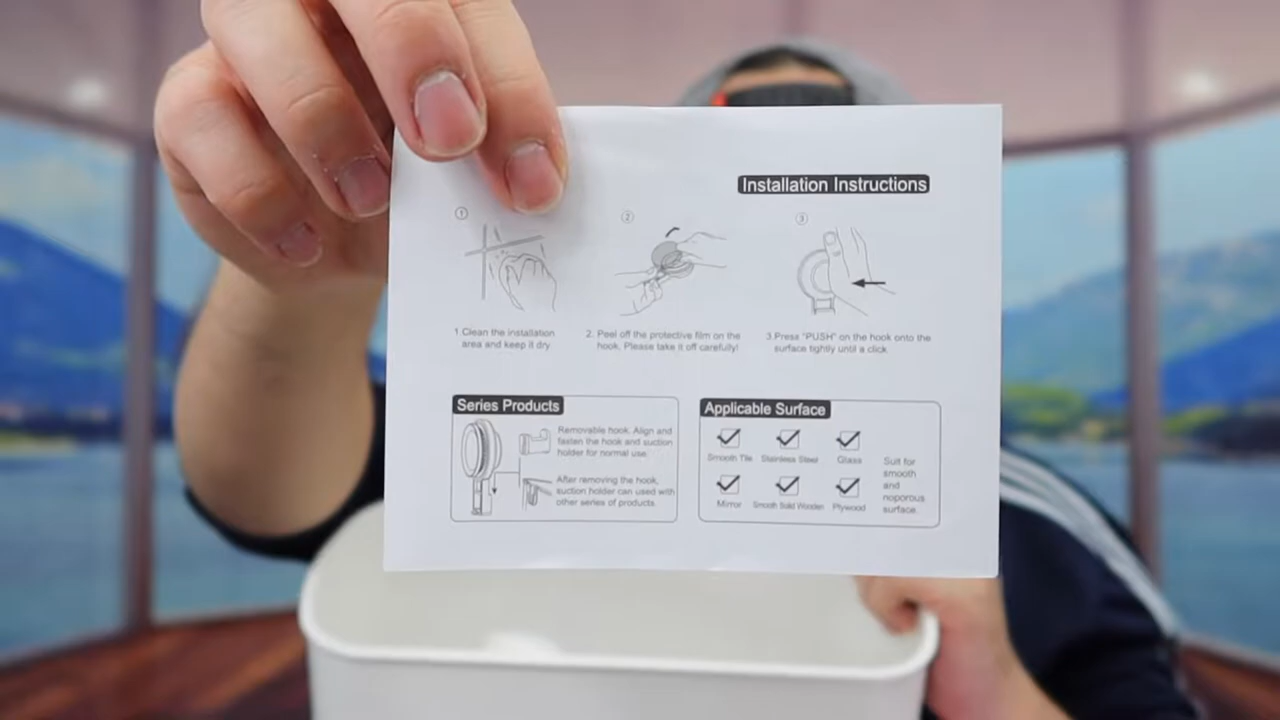 Installation Instructions
1
2
3
1.Clean the installation
area and keep it dry
2. Peel off the protective film on the
hook. Please take it off carefully!
3.Press "PUSH" on the hook onto the
surface tightly until a click.
Series Products
Removable hook. Align and
fasten the hook and suction
holder for normal use.
After removing the hook,
suction holder can used with
other series of products.
Applicable Surface
Smooth Tile Stainless Steel Glass
Mirror Smooth Solid Wooden Plywood
Suit for
smooth
and
noporous
surface.